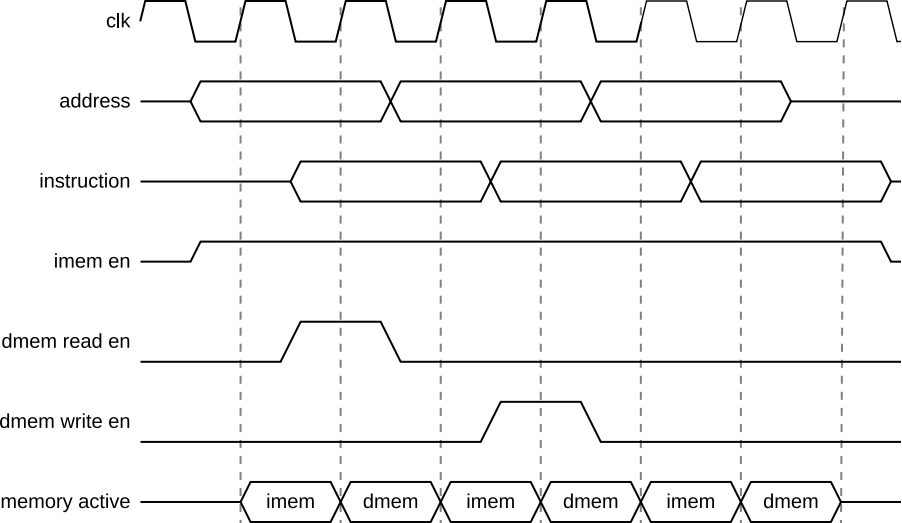 clk
address
instruction
imem en
dmem read en
dmem write en
memory active imem dmem imem dmem imem dmem